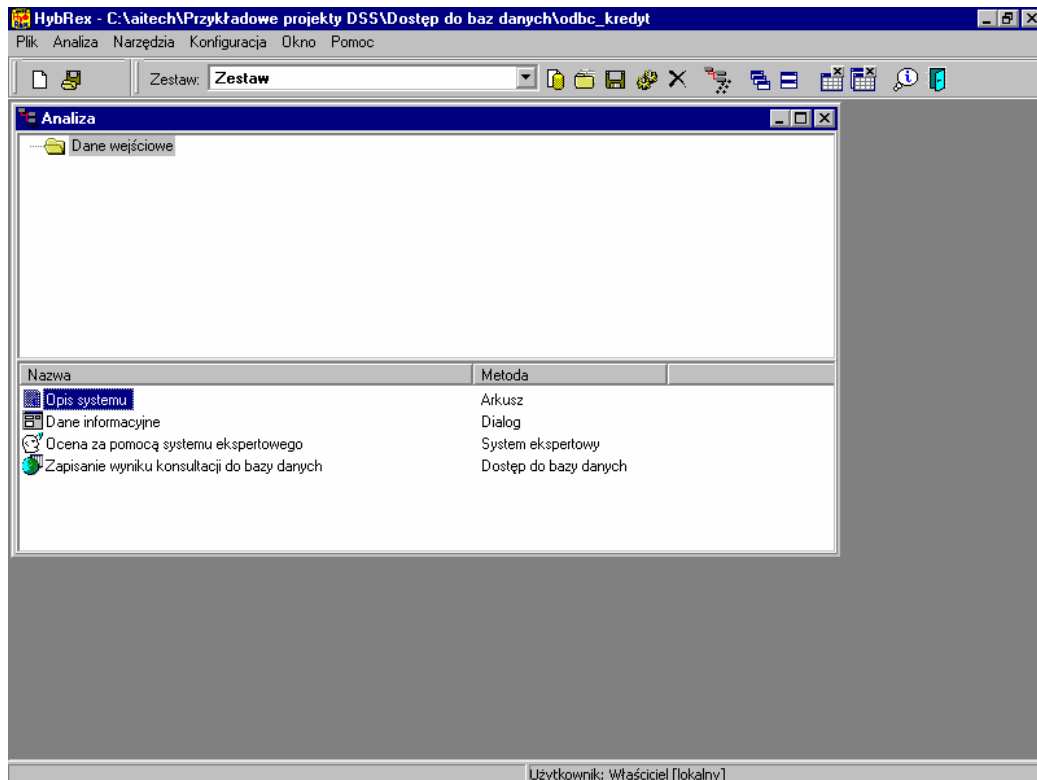 HybRex - C:\aitech\Przykładowe projekty DSS\Dostęp do baz danych\odbc_kredyt
Plik Analiza Narzędzia Konfiguracja Okno Pomoc
Zestaw: Zestaw
Analiza
Dane wejściowe
Nazwa Metoda
Opis systemu Arkusz
Dane informacyjne Dialog
Ocena za pomocą systemu ekspertowego System ekspertowy
Zapisanie wyniku konsultacji do bazy danych Dostęp do bazy danych
Użytkownik: Właściciel [lokalny]